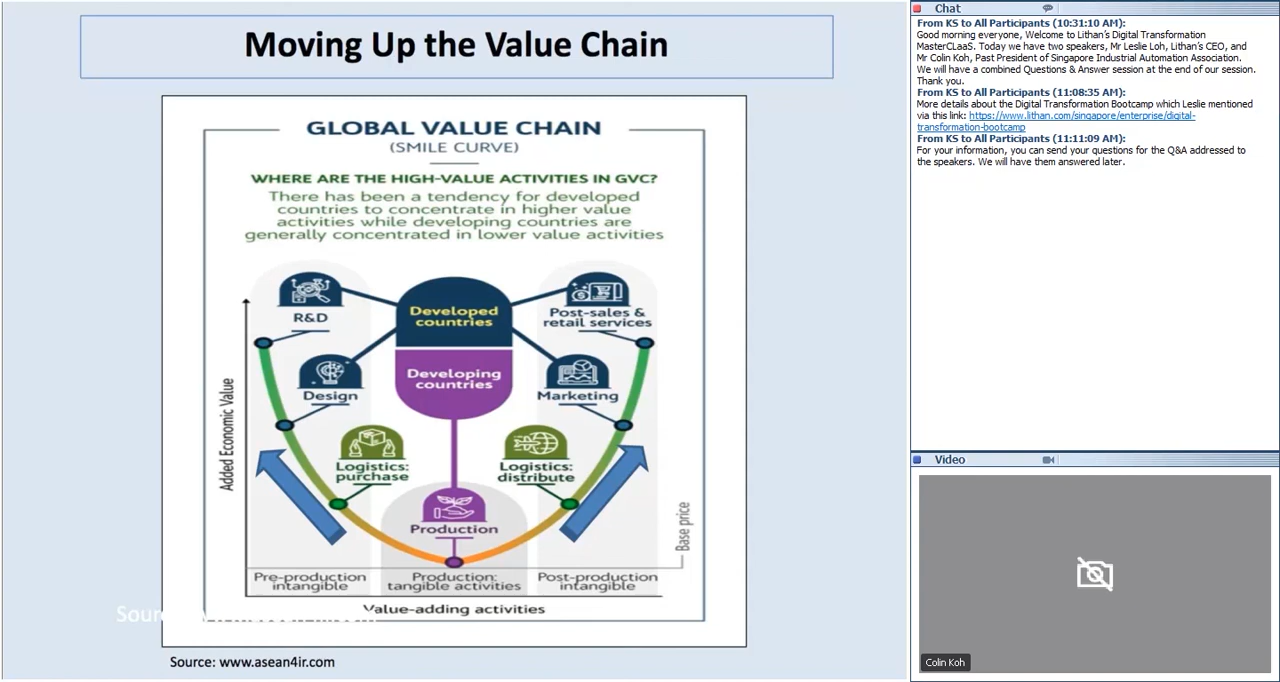 Moving Up the Value Chain
GLOBAL VALUE CHAIN
(SMILE CURVE)
WHERE ARE THE HIGH-VALUE ACTIVITIES IN GVC?
There has been a tendency for developed
countries to concentrate in higher value
activities while developing countries are
generally concentrated in lower value activities
R&D
Developed
countries
Post-sales &
retail services
Design
Developing
countries
Marketing
Logistics:
purchase
Logistics:
distribute
Production
Added Economic Value
Base price
Pre-production
intangible
Production:
tangible activities
Post-production
intangible
Value-adding activities
Source: www.asean4ir.com
Chat
From KS to All Participants (10:31:10 AM):
Good morning everyone, Welcome to Lithan's Digital Transformation
MasterCLaaS. Today we have two speakers, Mr Leslie Loh, Lithan's CEO, and
Mr Colin Koh, Past President of Singapore Industrial Automation Association.
We will have a combined Questions & Answer session at the end of our session.
Thank you.
From KS to All Participants (11:08:35 AM):
More details about the Digital Transformation Bootcamp which Leslie mentioned
via this link: https://www.lithan.com/singapore/enterprise/digital-
transformation-bootcamp
From KS to All Participants (11:11:09 AM):
For your information, you can send your questions for the Q&A addressed to
the speakers. We will have them answered later.
Video
Colin Koh